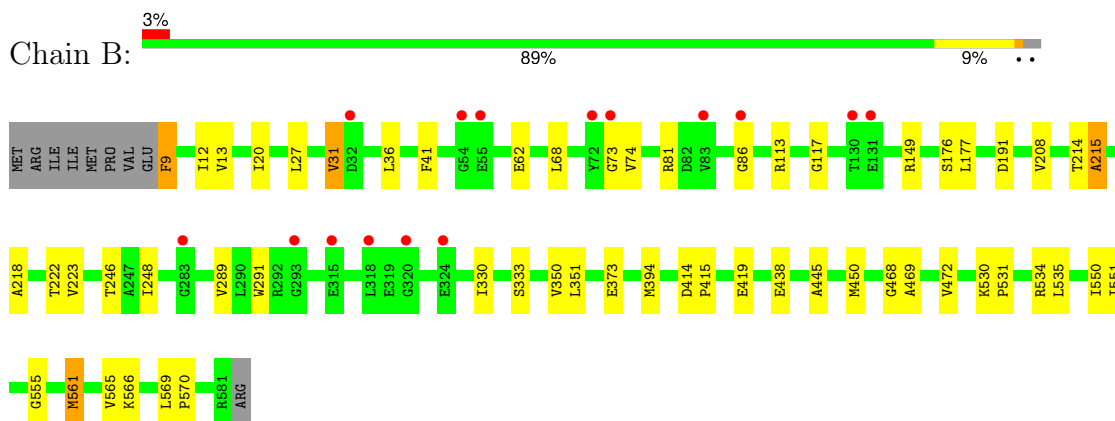 3%
Chain B:
89% 9% • •
MET ARG ILE ILE MET PRO VAL GLU F9 I12 V13 I20 L27 V31 D32 L36 F41 G54 E55 E62 L68 Y72 G73 V74 R81 D82 V83 G86 R113 G117 T130 E131 R149 S176 L177 D191 V208 T214 A215
A218 T222 V223 T246 A247 I248 G283 V289 L290 W291 R292 G293 E315 L318 E319 G320 E324 I330 S333 V350 L351 E373 M394 D414 P415 E419 E438 A445 M450 G468 A469 V472 K530 P531 R534 L535 I550 I551
G555 M561 V565 K566 L569 P570 R581 ARG